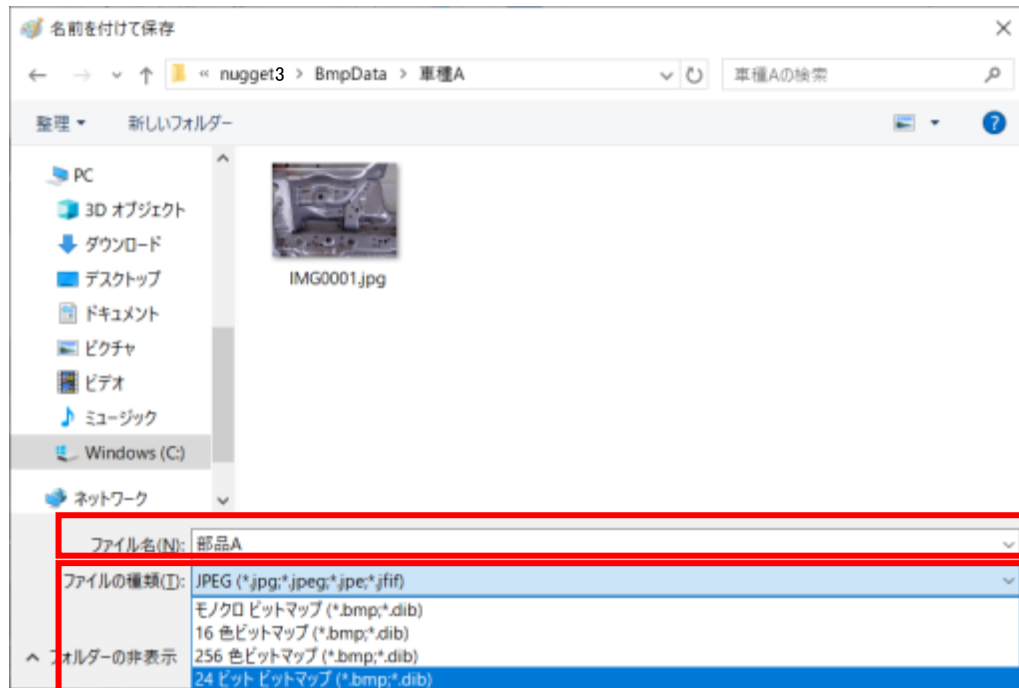 名前を付けて保存
« nugget3 > BmpData > 車種A
車種Aの検索
整理
新しいフォルダー
PC
3D オブジェクト
ダウンロード
デスクトップ
ドキュメント
ピクチャ
ビデオ
ミュージック
Windows (C:)
ネットワーク
IMG0001.jpg
ファイル名(N): 部品A
ファイルの種類(T): JPEG (*.jpg;*.jpeg;*.jpe;*.jfif)
モノクロ ビットマップ (*.bmp;*.dib)
16 色ビットマップ (*.bmp;*.dib)
256 色ビットマップ (*.bmp;*.dib)
24 ビット ビットマップ (*.bmp;*.dib)
フォルダーの非表示